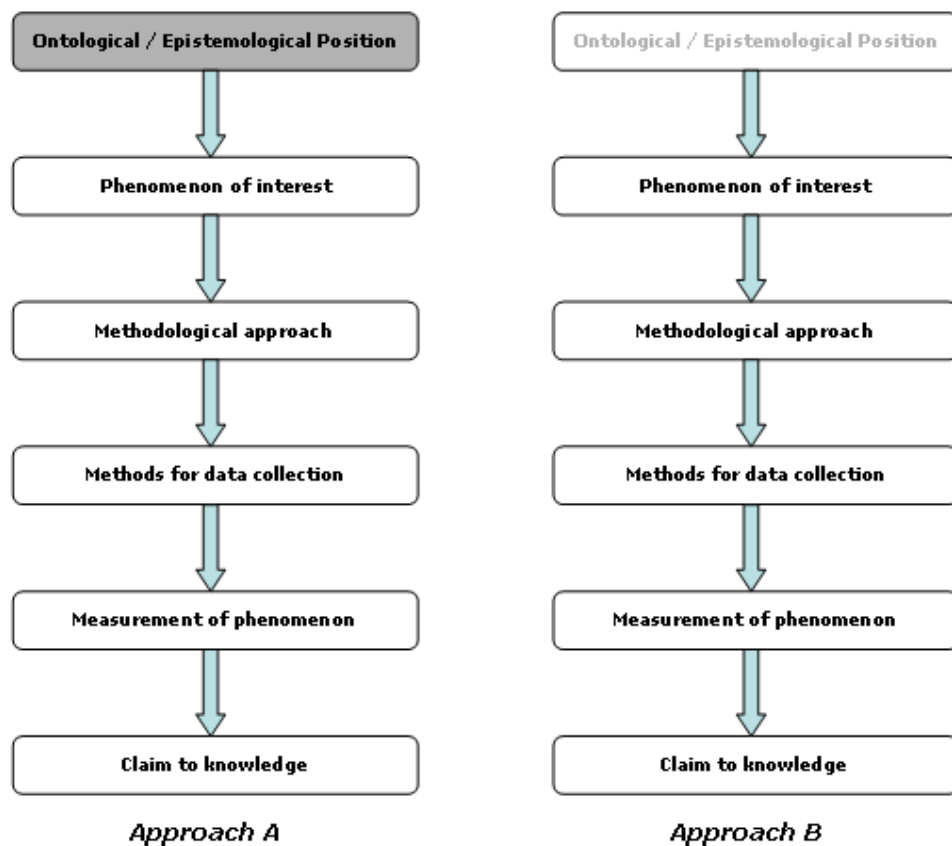 Ontological / Epistemological Position
Phenomenon of interest
Methodological approach
Methods for data collection
Measurement of phenomenon
Claim to knowledge
Approach A
Ontological / Epistemological Position
Phenomenon of interest
Methodological approach
Methods for data collection
Measurement of phenomenon
Claim to knowledge
Approach B